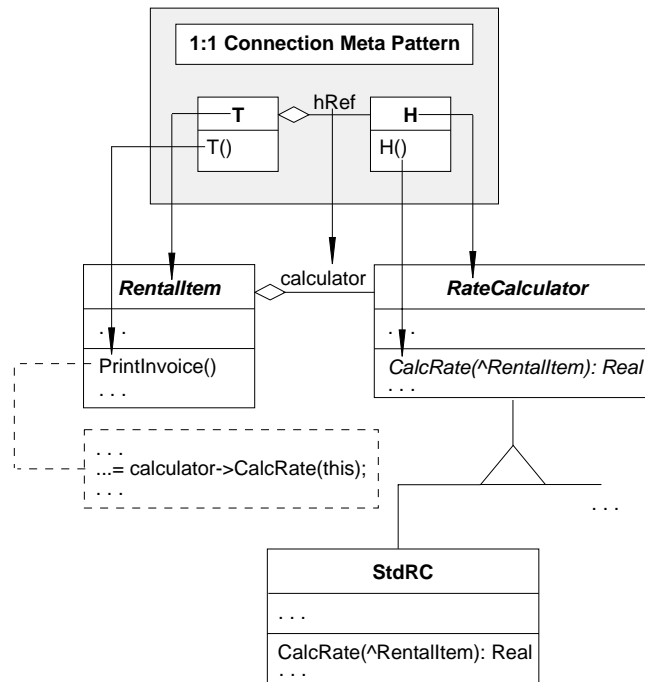 1:1 Connection Meta Pattern
hRef
T
H
T()
H()
RentalItem
calculator
RateCalculator
. . .
. . .
PrintInvoice()
CalcRate(^RentalItem): Real
. . .
. . .
. . .
...= calculator->CalcRate(this);
. . .
. . .
StdRC
. . .
CalcRate(^RentalItem): Real
. . .